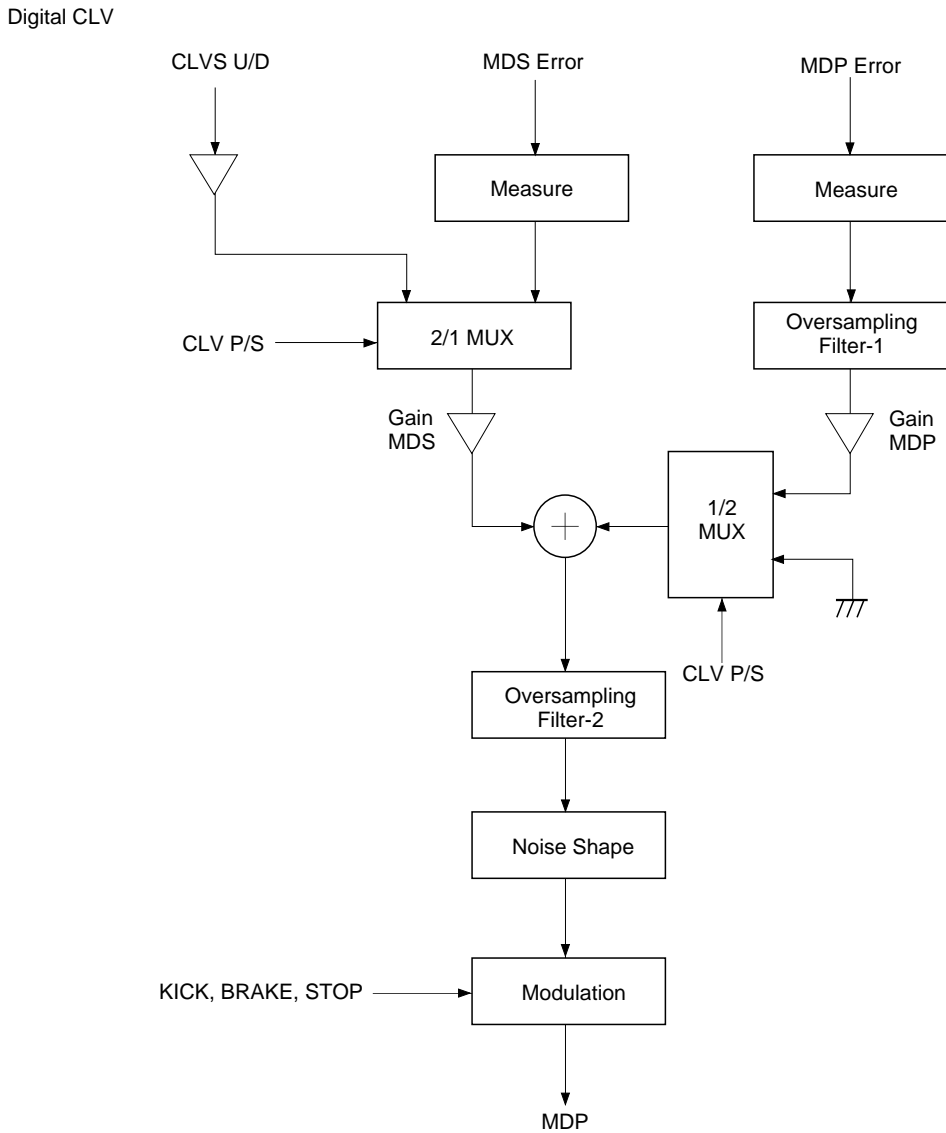 Digital CLV
CLVS U/D
MDS Error
MDP Error
Measure
Measure
2/1 MUX
Oversampling
Filter-1
CLV P/S
Gain
MDS
Gain
MDP
1/2
MUX
CLV P/S
Oversampling
Filter-2
Noise Shape
KICK, BRAKE, STOP
Modulation
MDP